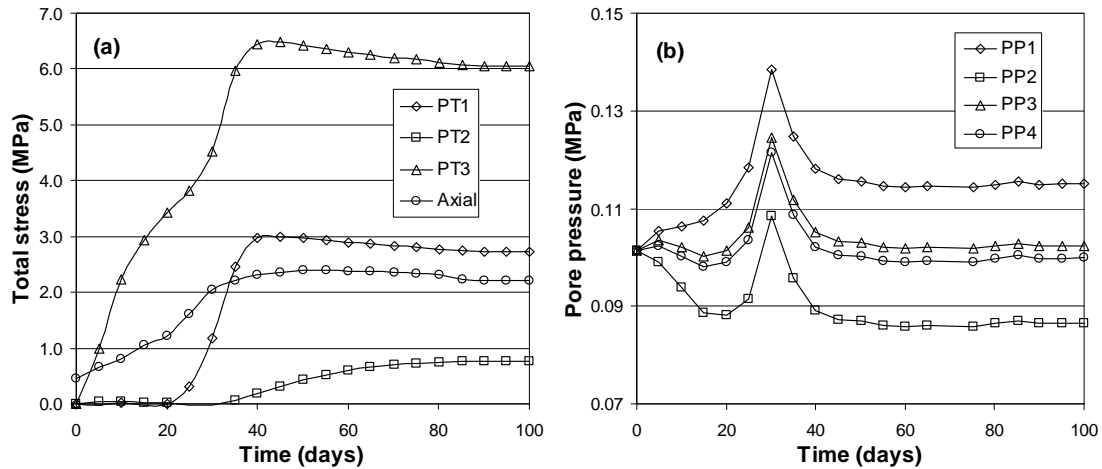 (a)
Total stress (MPa)
7.0
6.0
5.0
4.0
3.0
2.0
1.0
0.0
PT1
PT2
PT3
Axial
0 20 40 60 80 100
Time (days)
(b)
Pore pressure (MPa)
0.15
0.13
0.11
0.09
0.07
PP1
PP2
PP3
PP4
0 20 40 60 80 100
Time (days)